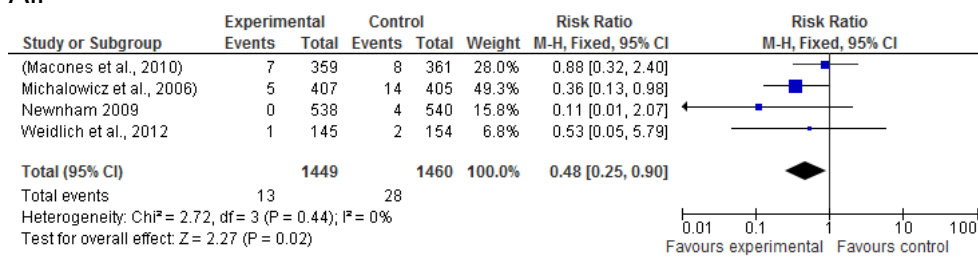 Experimental Control Risk Ratio Risk Ratio
Study or Subgroup Events Total Events Total Weight M-H, Fixed, 95% CI M-H, Fixed, 95% CI
(Macones et al., 2010) 7 359 8 361 28.0% 0.88 [0.32, 2.40]
Michalowicz et al., 2006) 5 407 14 405 49.3% 0.36 [0.13, 0.98]
Newnham 2009 0 538 4 540 15.8% 0.11 [0.01, 2.07]
Weidlich et al., 2012 1 145 2 154 6.8% 0.53 [0.05, 5.79]
Total (95% CI) 1449 1460 100.0% 0.48 [0.25, 0.90]
Total events 13 28
Heterogeneity: Chi² = 2.72, df = 3 (P = 0.44); I² = 0%
Test for overall effect: Z = 2.27 (P = 0.02)
0.01 0.1 1 10 100
Favours experimental Favours control